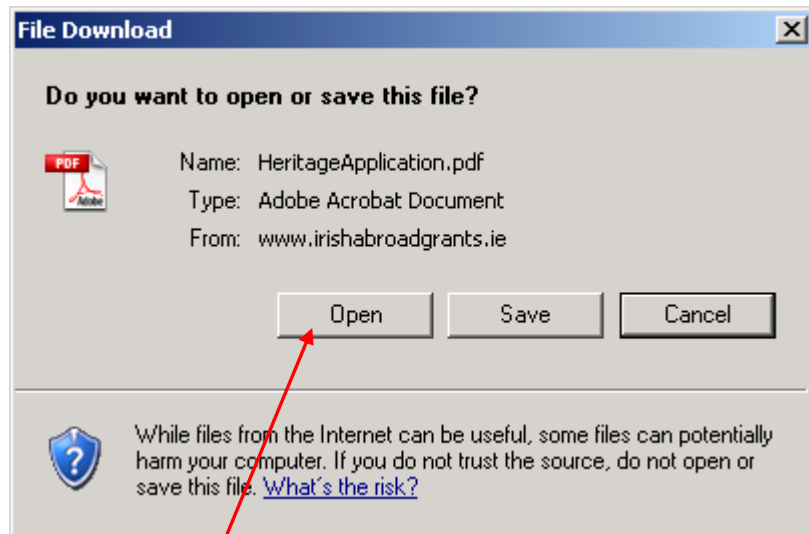 File Download
Do you want to open or save this file?
PDF
Adobe
Name: HeritageApplication.pdf
Type: Adobe Acrobat Document
From: www.irishabroadgrants.ie
Open Save Cancel
While files from the Internet can be useful, some files can potentially
harm your computer. If you do not trust the source, do not open or
save this file. What's the risk?